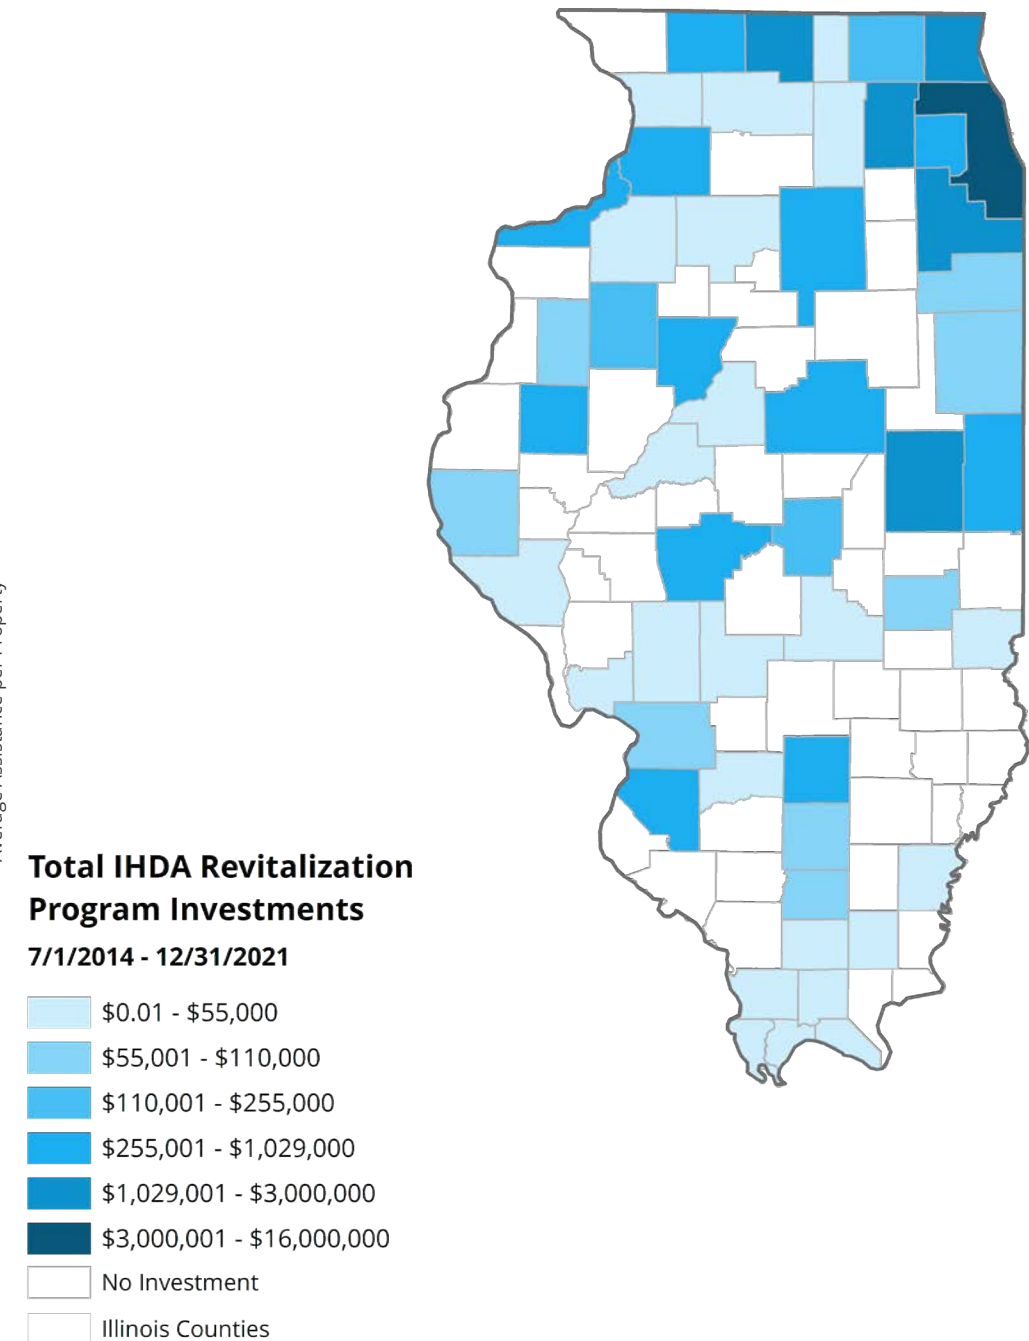 Total IHDA Revitalization
Program Investments
7/1/2014 - 12/31/2021
$0.01 - $55,000
$55,001 - $110,000
$110,001 - $255,000
$255,001 - $1,029,000
$1,029,001 - $3,000,000
$3,000,001 - $16,000,000
No Investment
Illinois Counties